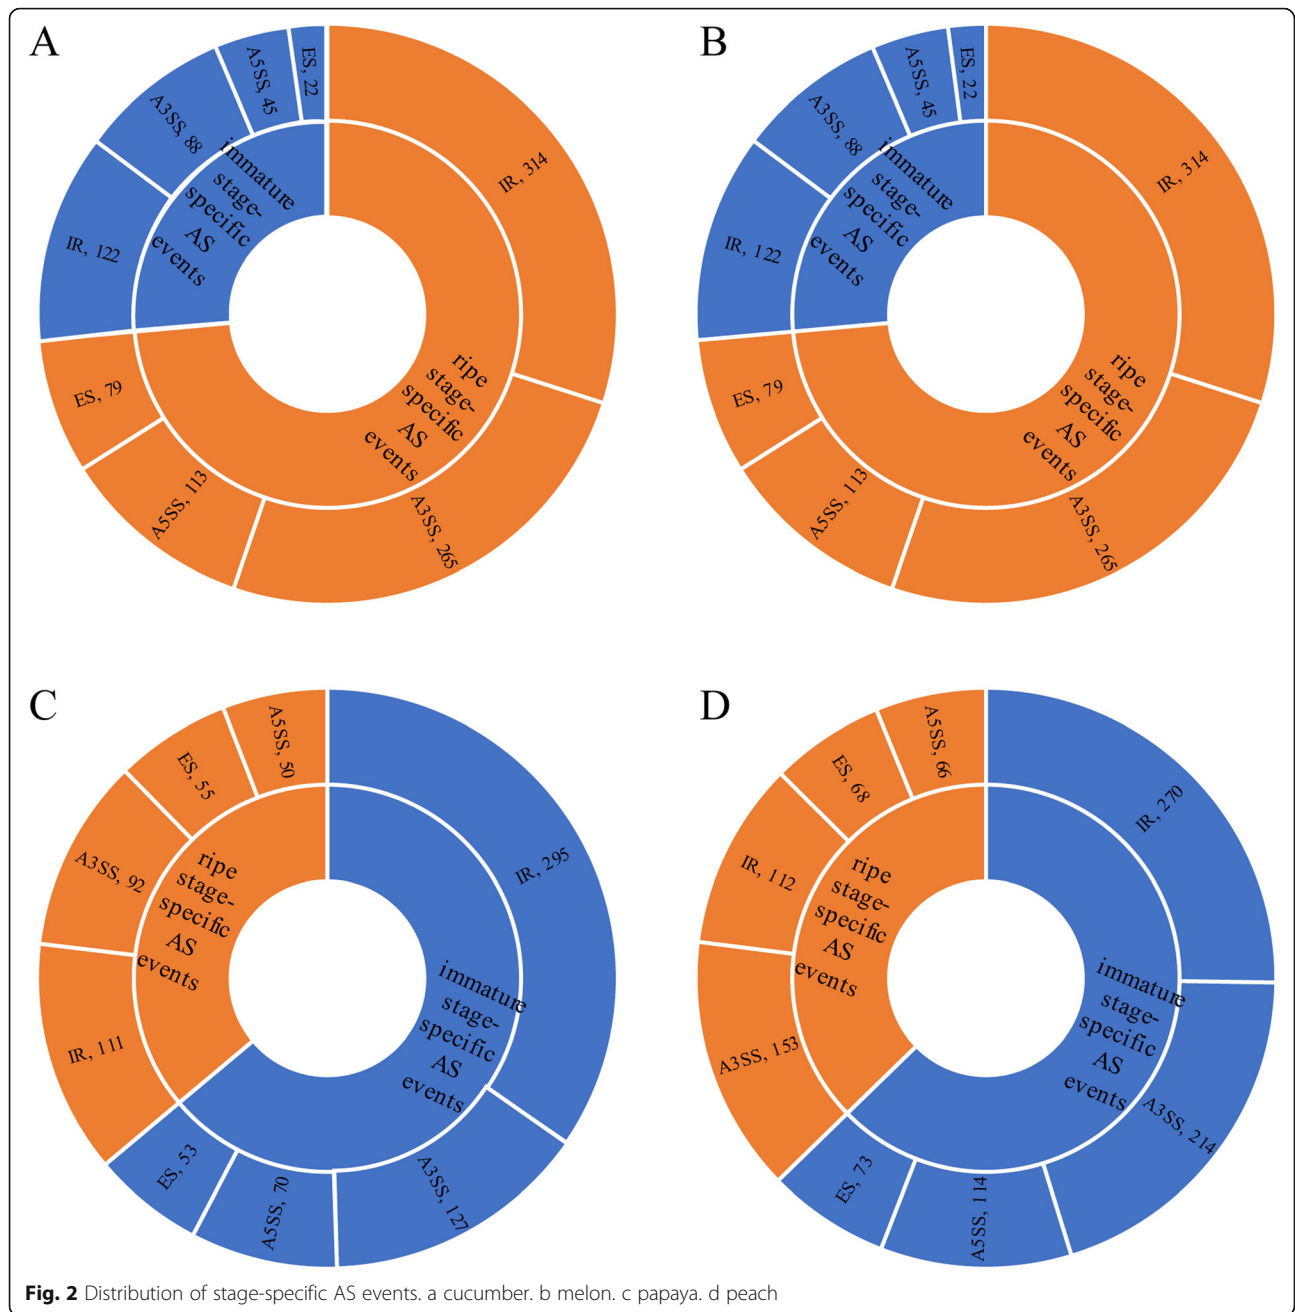 A
ES, 22
A5SS, 45
A3SS, 88
IR, 122
immature
stage-
specific
AS
events
IR, 314
ripe
stage-
specific
AS
events
ES, 79
A5SS, 113
A3SS, 265
B
ES, 22
A5SS, 45
A3SS, 88
IR, 122
immature
stage-
specific
AS
events
IR, 314
ripe
stage-
specific
AS
events
ES, 79
A5SS, 113
A3SS, 265
C
A5SS, 50
ES, 55
A3SS, 92
IR, 111
ripe
stage-
specific
AS
events
IR, 295
immature
stage-
specific
AS
events
ES, 53
A5SS, 70
A3SS, 127
D
A5SS, 66
ES, 68
IR, 112
A3SS, 153
ripe
stage-
specific
AS
events
IR, 270
immature
stage-
specific
AS
events
A3SS, 214
ES, 73
A5SS, 114
Fig. 2 Distribution of stage-specific AS events. a cucumber. b melon. c papaya. d peach